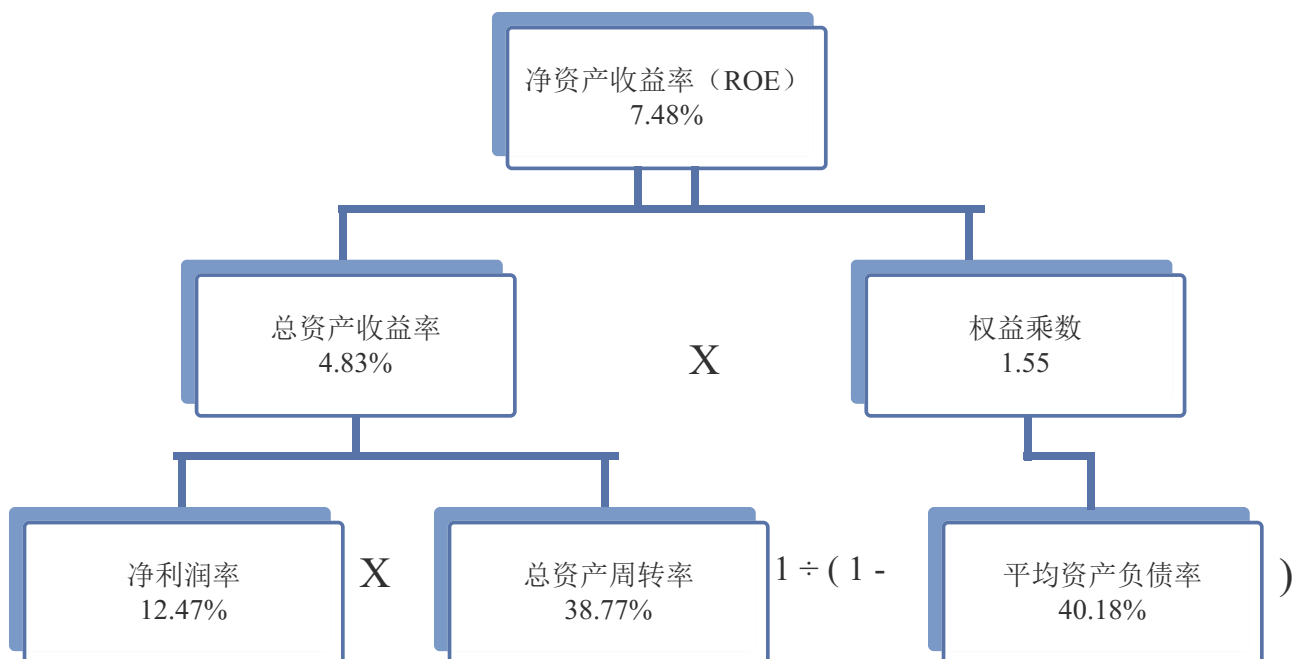 净资产收益率（ROE）
7.48%
总资产收益率
4.83%
X
权益乘数
1.55
净利润率
12.47%
X
总资产周转率
38.77%
1 ÷ ( 1 -
平均资产负债率
40.18%
)